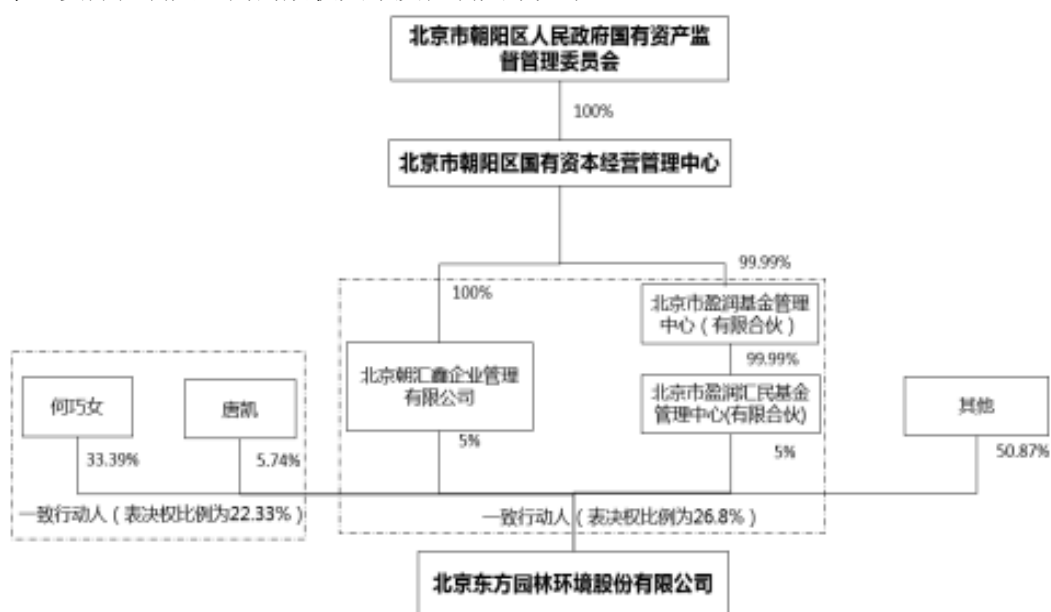 北京市朝阳区人民政府国有资产监
督管理委员会
100%
北京市朝阳区国有资本经营管理中心
99.99%
100%
北京市盈润基金管理
中心（有限合伙）
99.99%
北京朝汇鑫企业管理
有限公司
北京市盈润汇民基金
管理中心(有限合伙)
何巧女
唐凯
其他
33.39%
5.74%
5%
5%
50.87%
一致行动人（表决权比例为22.33%）
一致行动人（表决权比例为26.8%）
北京东方园林环境股份有限公司